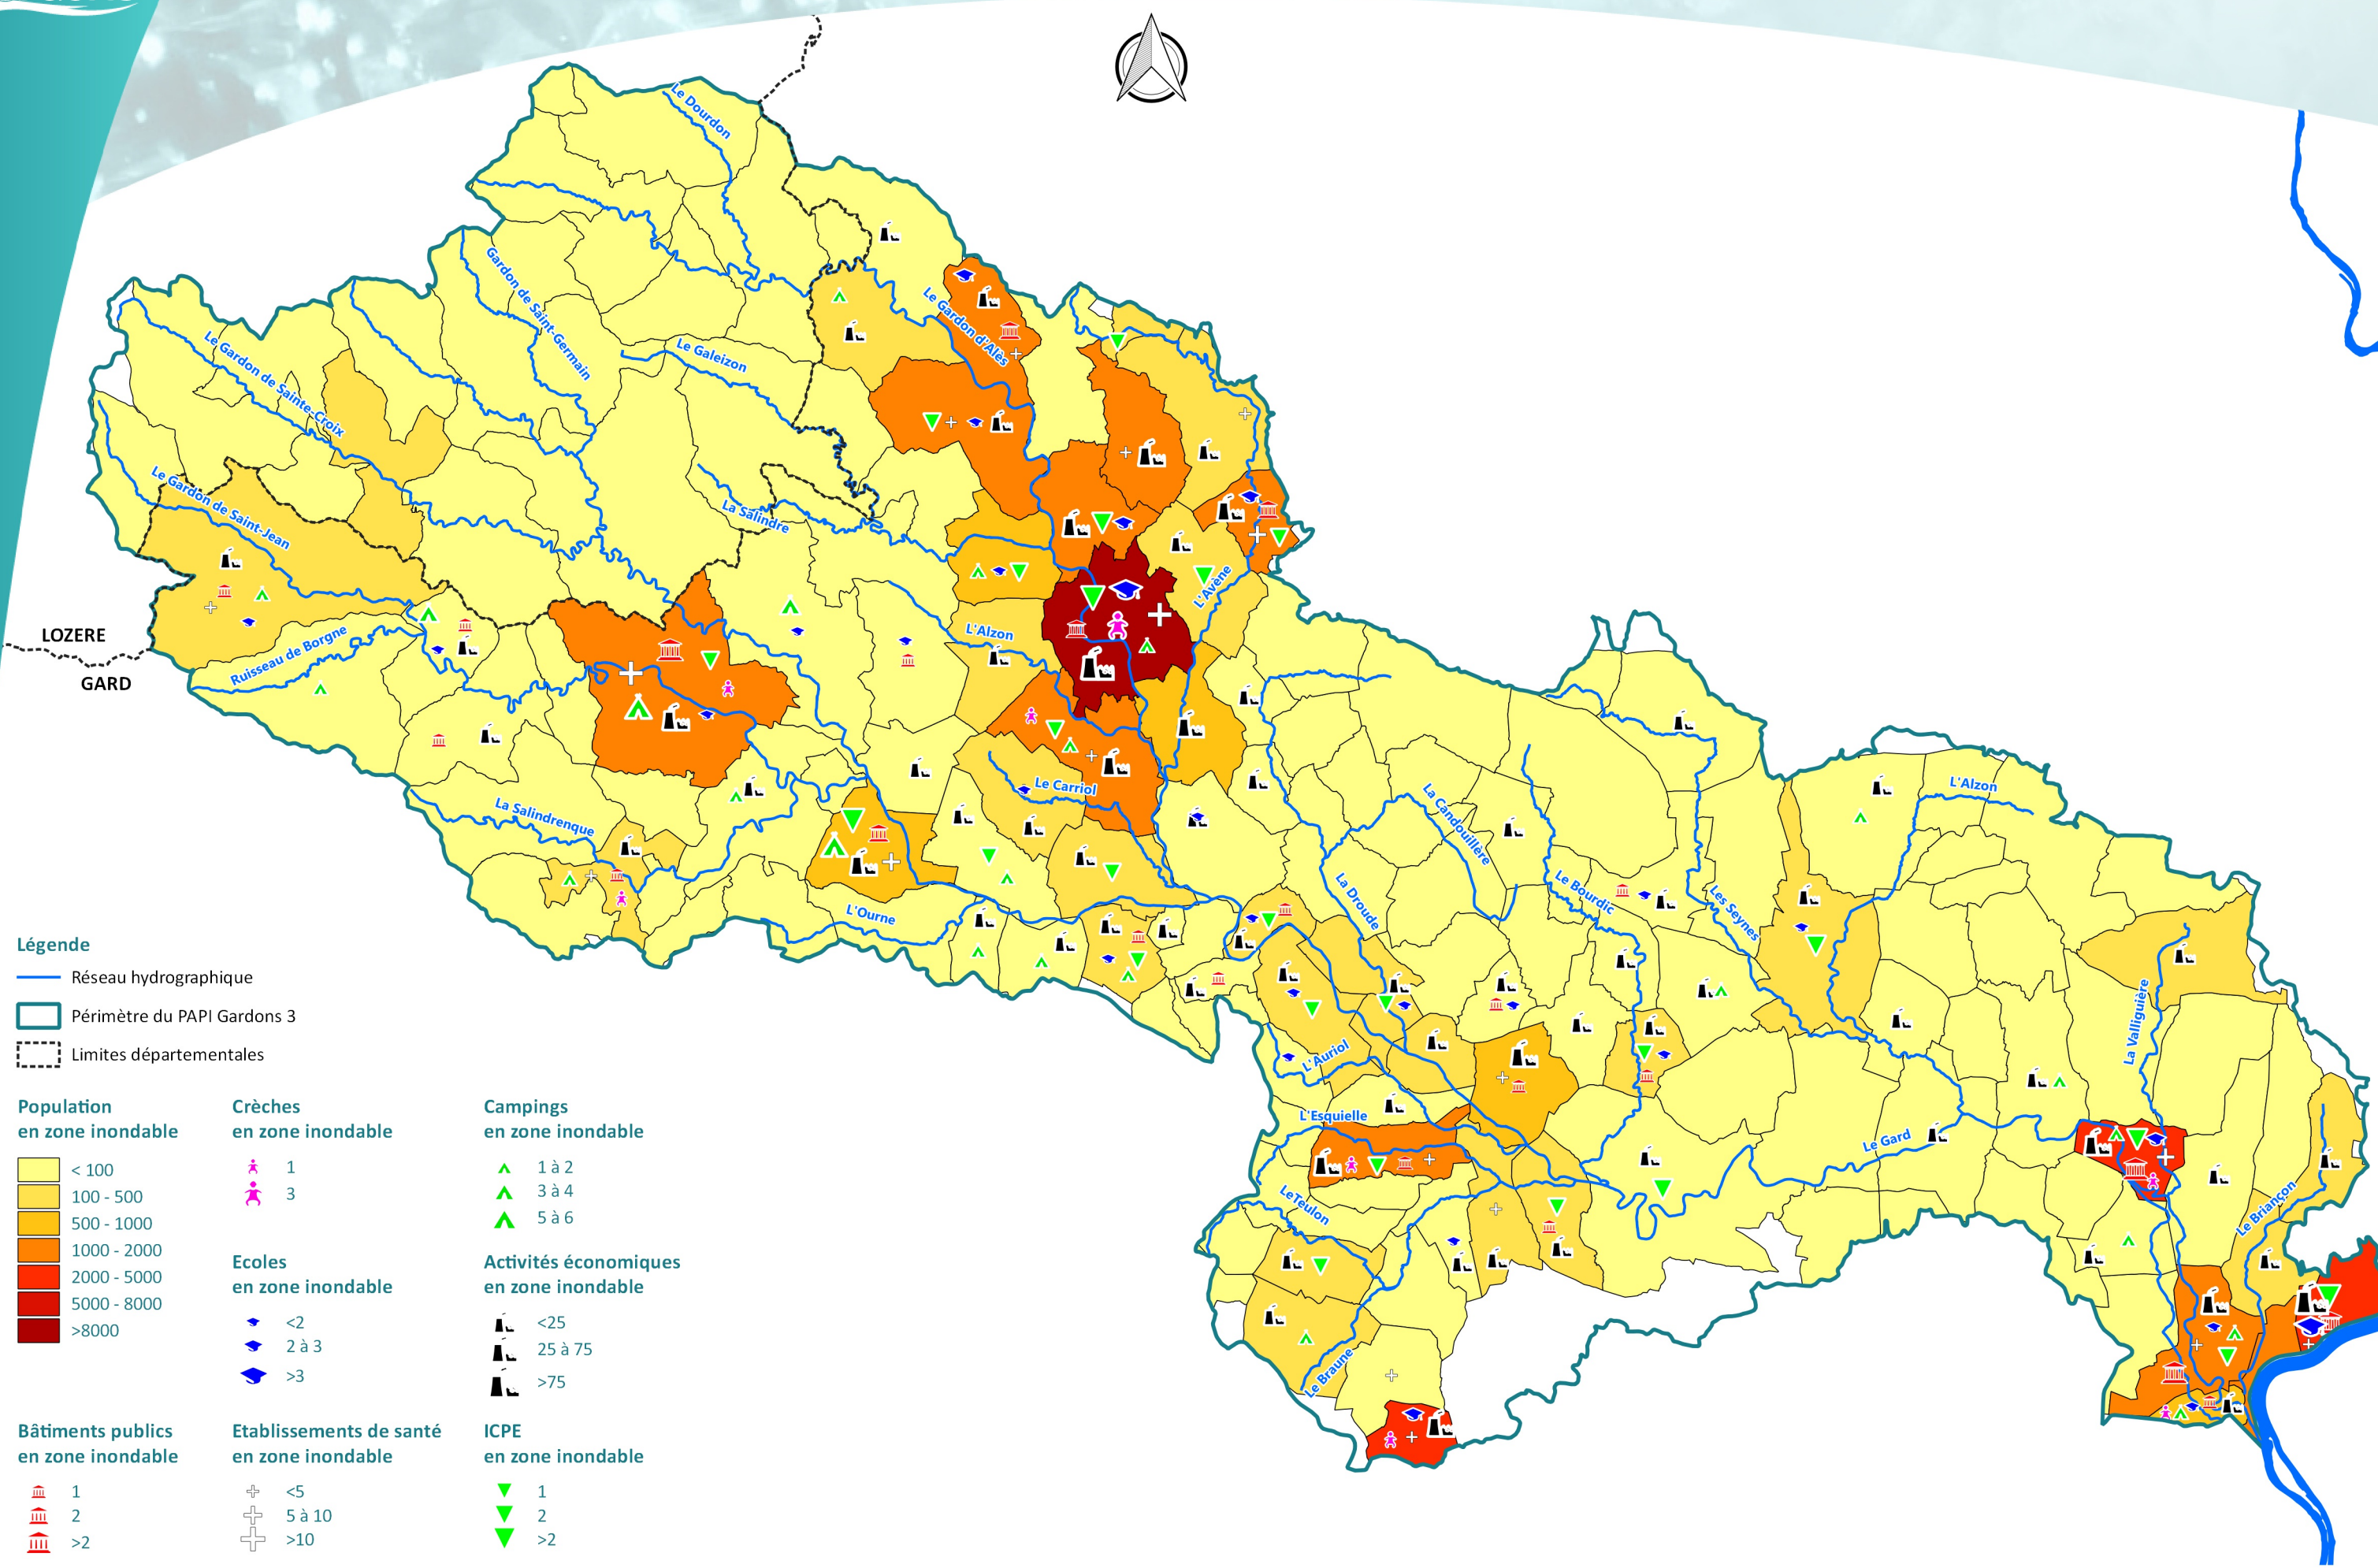 Le Dourdon
Gardon de Saint-Germain
Le Gardon d'Alès
Le Gardon de Sainte-Croix
Le Galeizon
Le Gardon de Saint-Jean
La Salindre
L'Avène
LOZERE
GARD
Ruisseau de Borgne
L'Alzon
Le Carriol
La Salindrenque
La Candouillère
L'Alzon
L'Ourne
La Droude
Le Bourdic
Les Seynes
La Valliguière
L'Auriol
L'Esquielle
Le Gard
LeTeulon
Le Briançon
Le Braune
Légende
Réseau hydrographique
Périmètre du PAPI Gardons 3
Limites départementales
Population
en zone inondable
< 100
100 - 500
500 - 1000
1000 - 2000
2000 - 5000
5000 - 8000
>8000
Crèches
en zone inondable
1
3
Campings
en zone inondable
1 à 2
3 à 4
5 à 6
Ecoles
en zone inondable
<2
2 à 3
>3
Activités économiques
en zone inondable
<25
25 à 75
>75
Bâtiments publics
en zone inondable
1
2
>2
Etablissements de santé
en zone inondable
<5
5 à 10
>10
ICPE
en zone inondable
1
2
>2